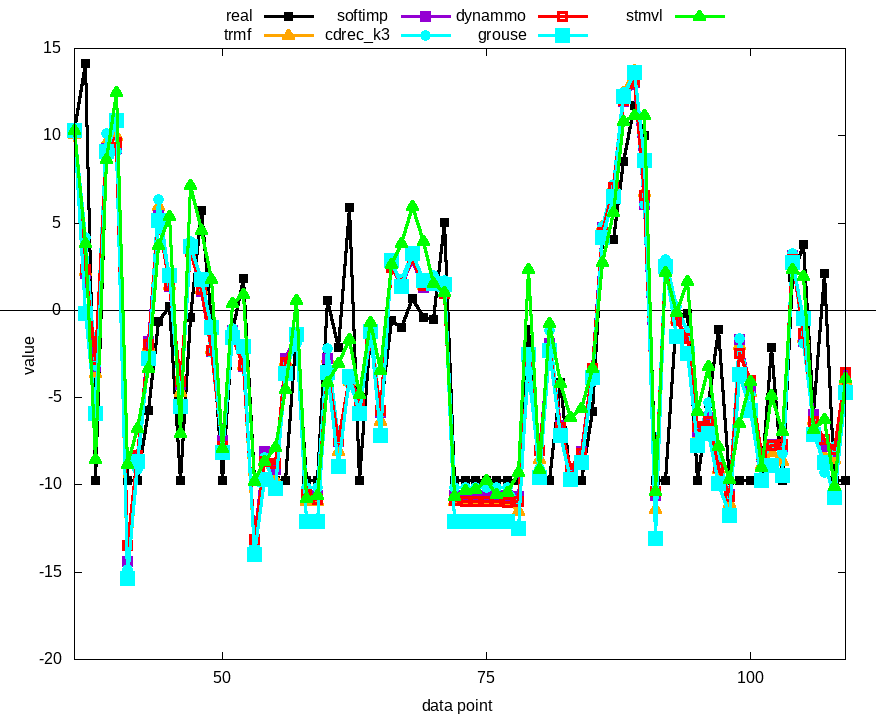 real softimp dynammo stmvl
trmf cdrec_k3 grouse
15
10
5
0
-5
-10
-15
-20
value
50 75 100
data point